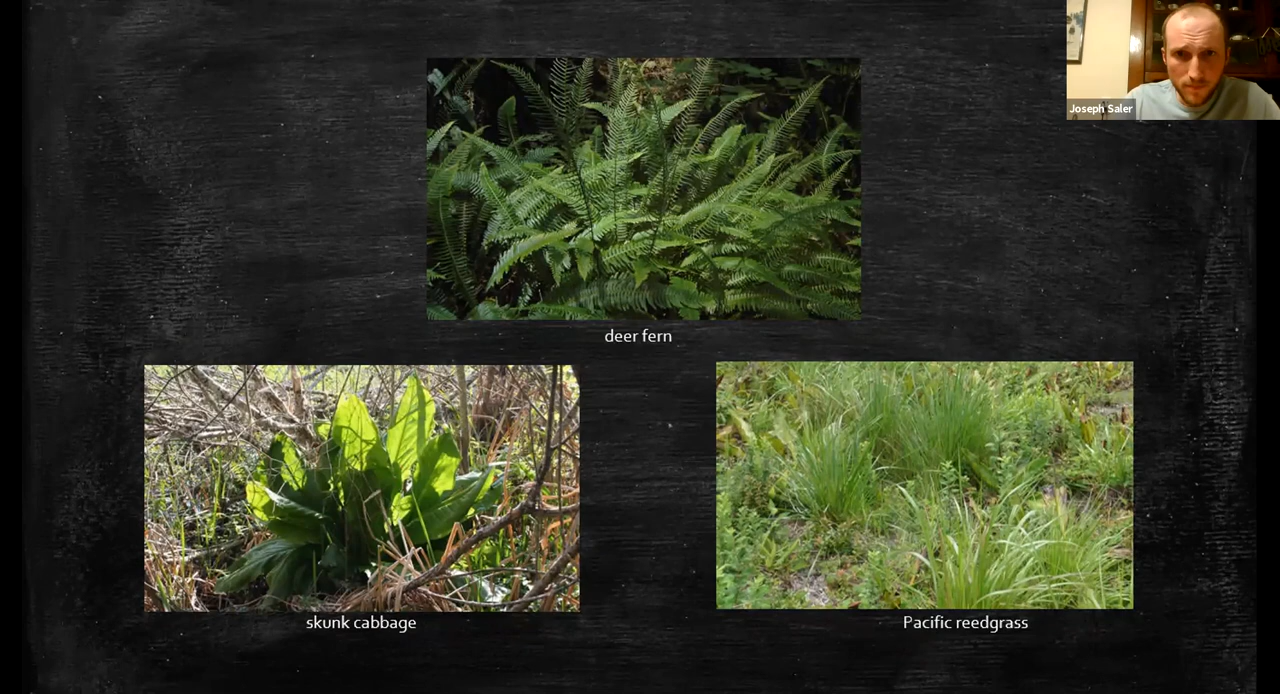 Joseph Saler
deer fern
skunk cabbage
Pacific reedgrass